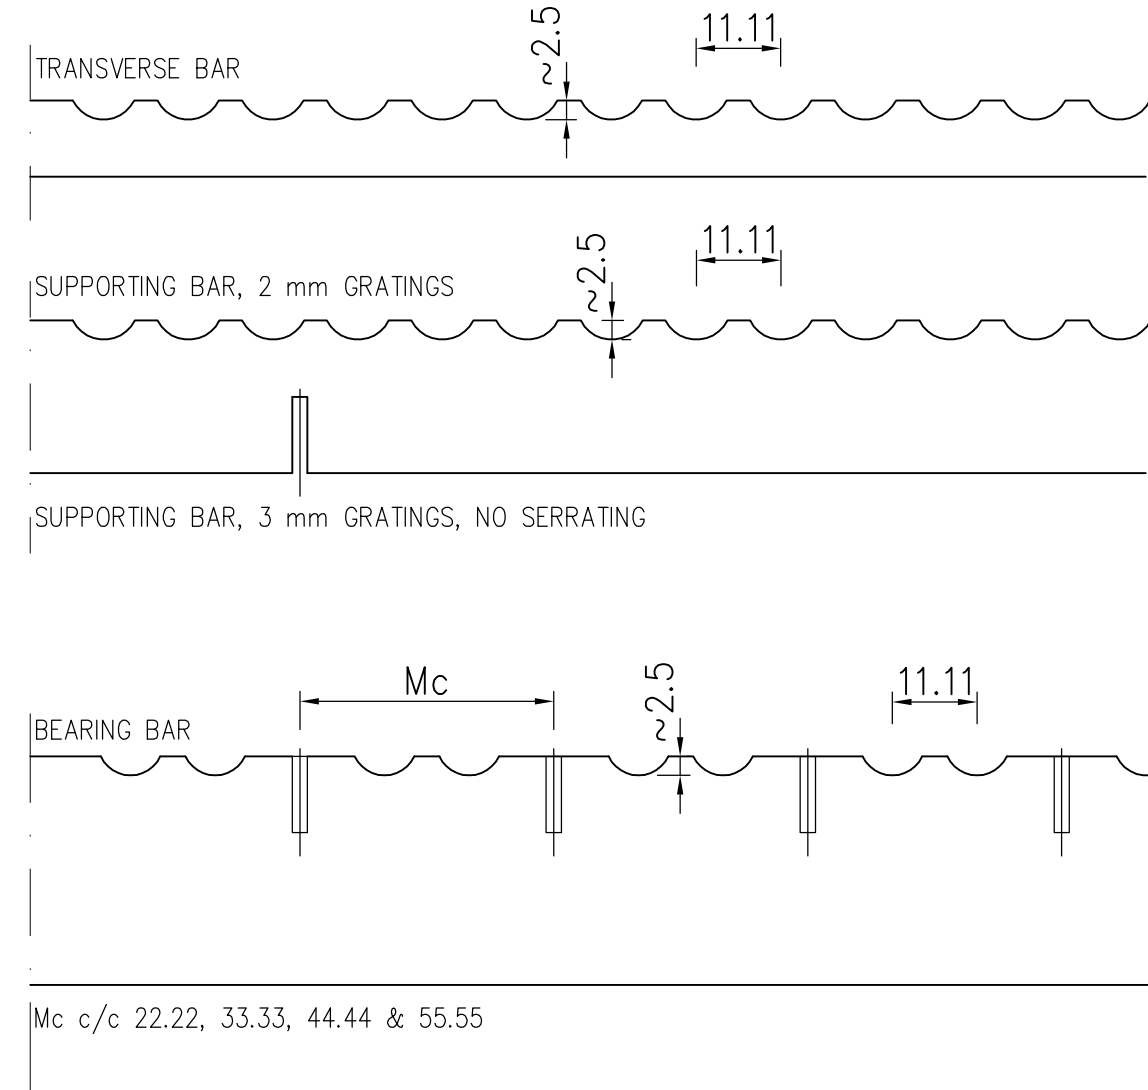 ~2.5
11.11
TRANSVERSE BAR
~2.5
11.11
SUPPORTING BAR, 2 mm GRATINGS
SUPPORTING BAR, 3 mm GRATINGS, NO SERRATING
Mc
~2.5
11.11
BEARING BAR
Mc c/c 22.22, 33.33, 44.44 & 55.55